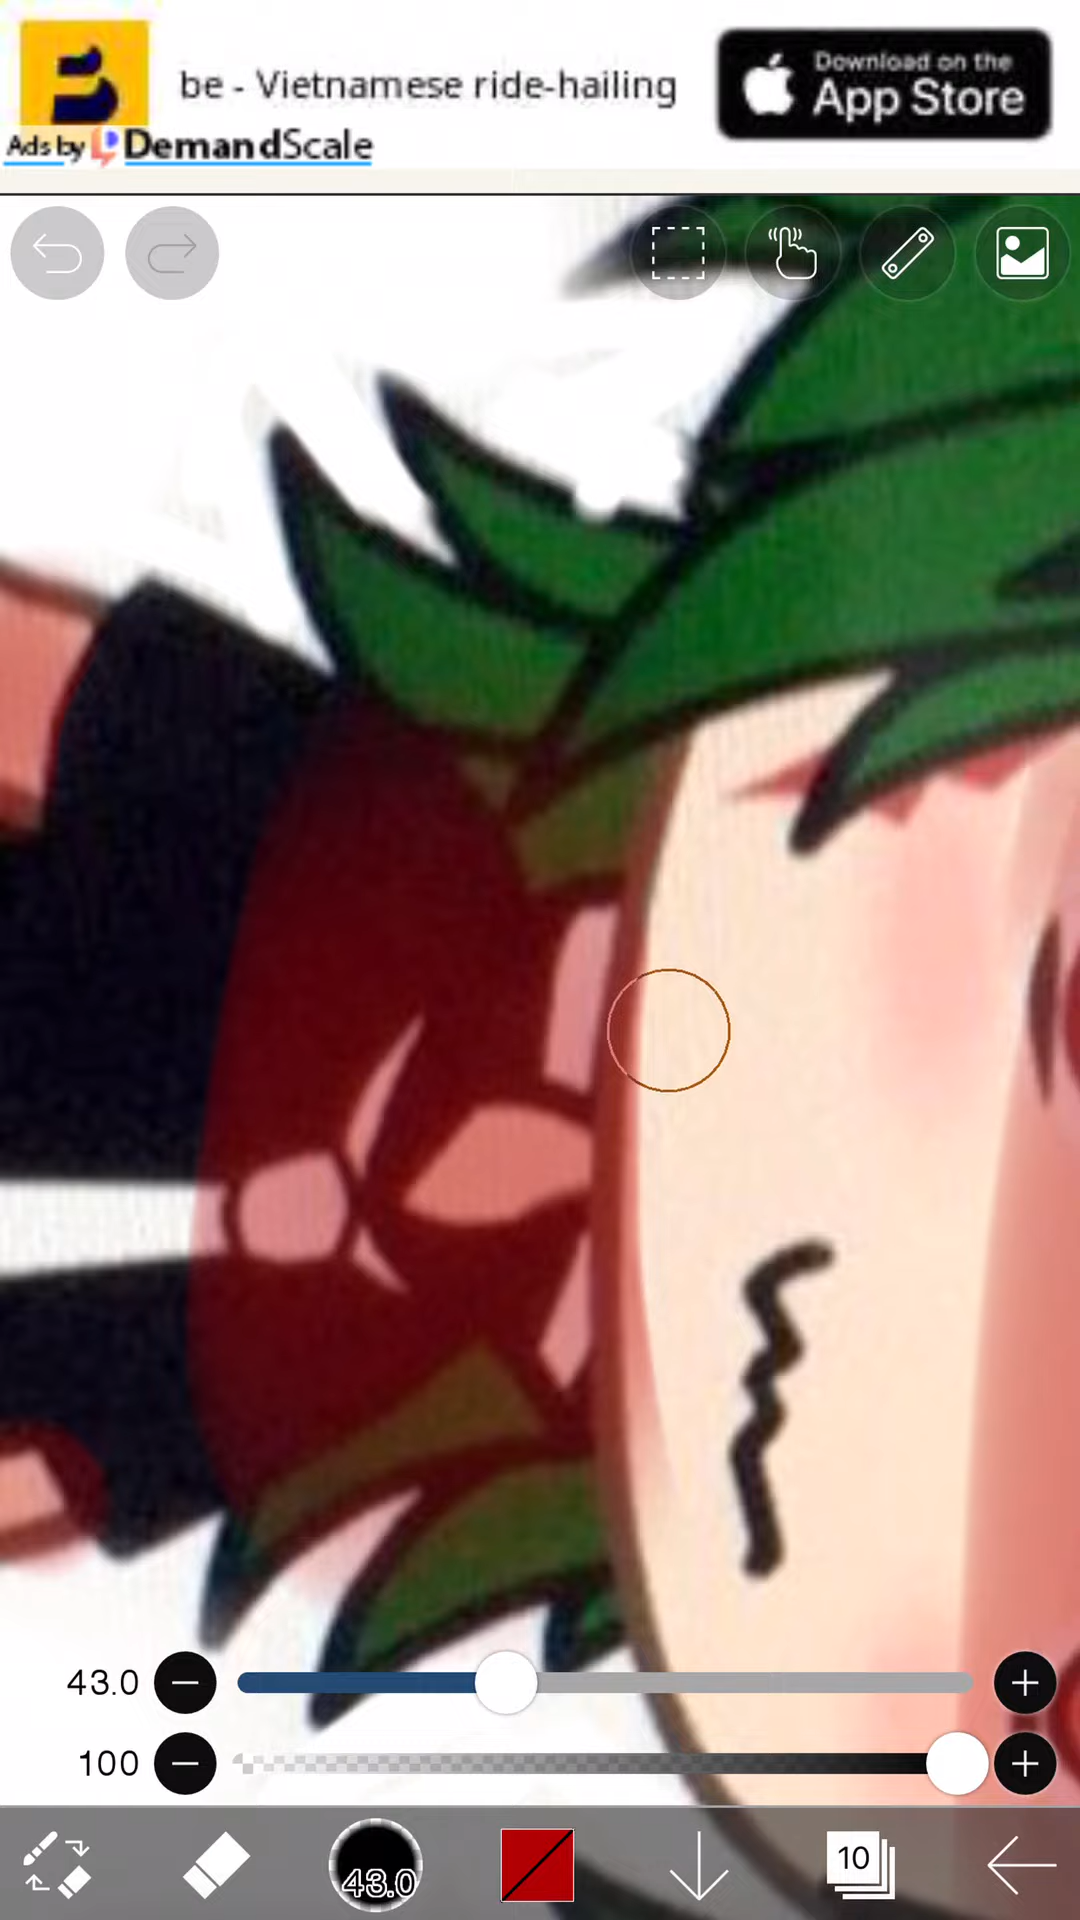 be - Vietnamese ride-hailing
Download on the
App Store
Ads by DemandScale
43.0
100
43.0
10